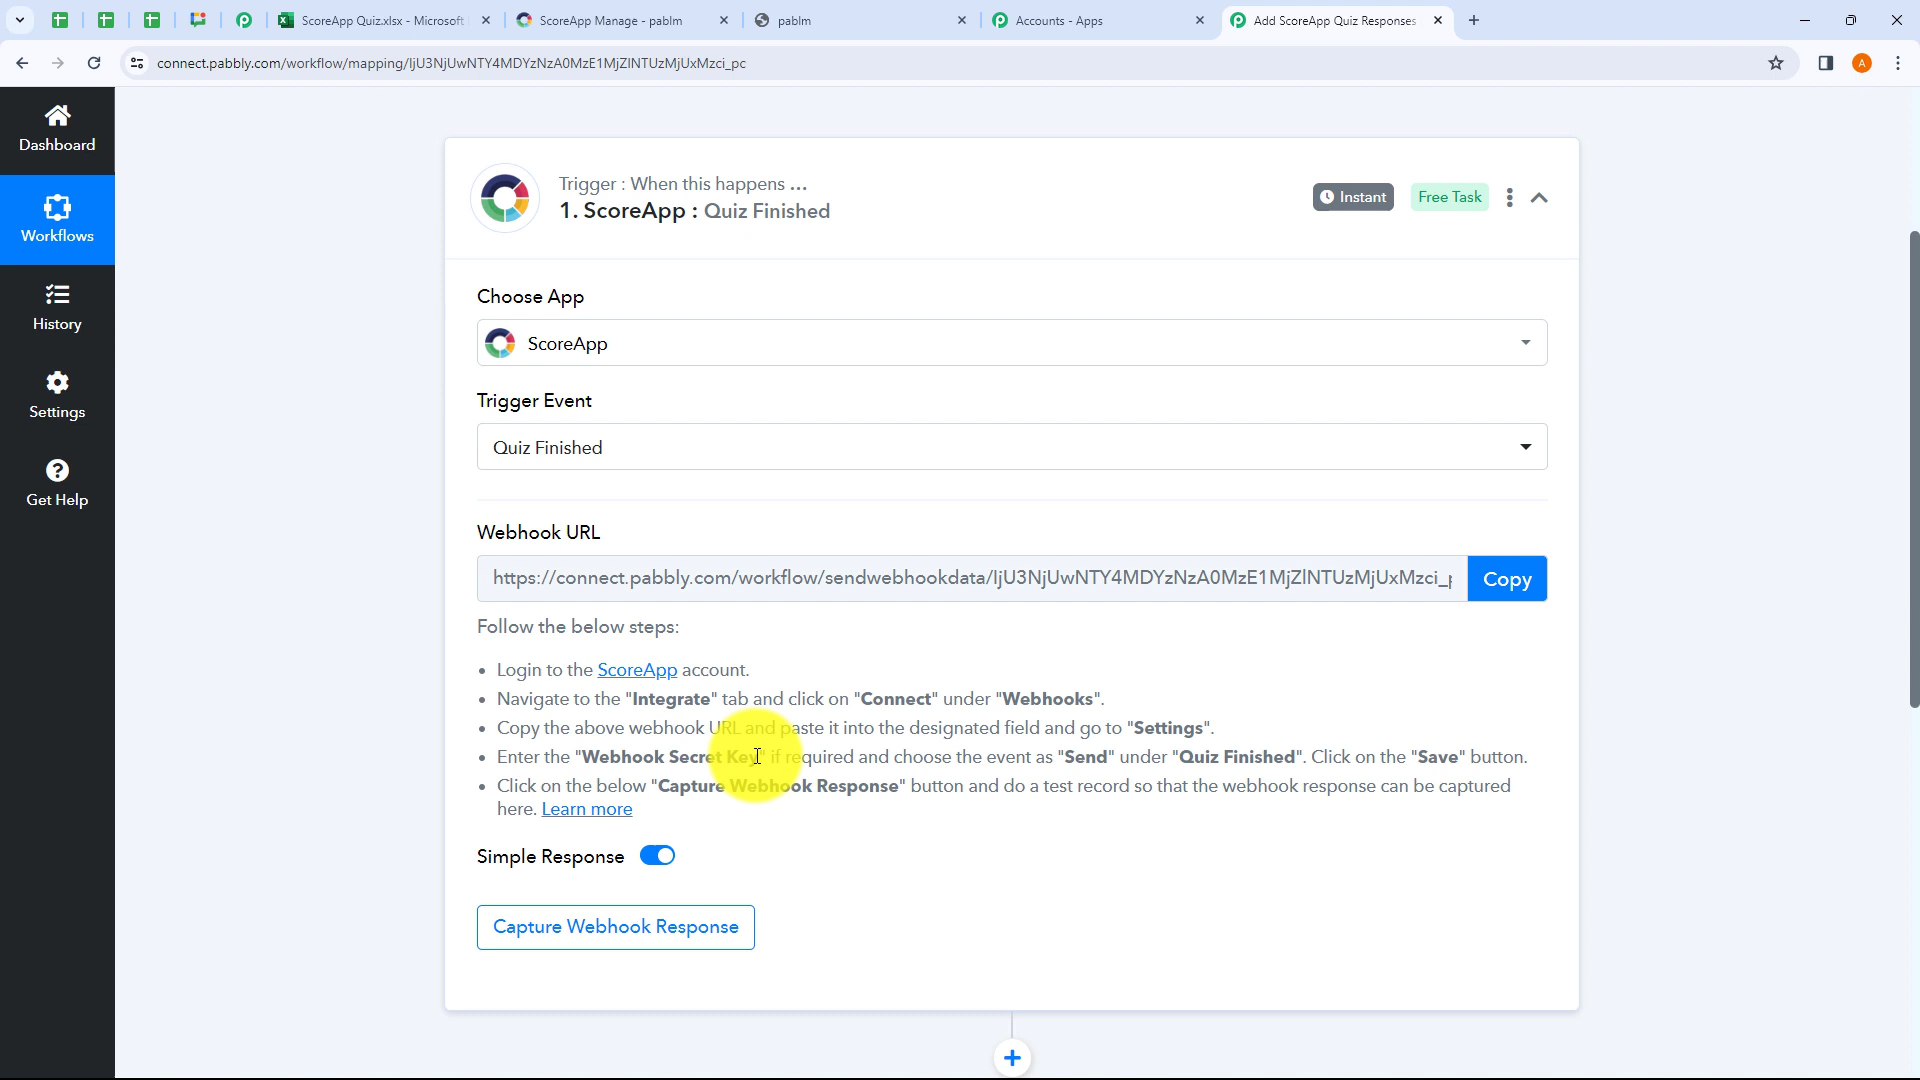 ScoreApp Quiz.xlsx - Microsoft
ScoreApp Manage - pablm
pablm
Accounts - Apps
Add ScoreApp Quiz Responses
connect.pabbly.com/workflow/mapping/IjU3NjUwNTY4MDYzNzA0MzE1MjZlNTUzMjUxMzci_pc
A
Dashboard
Workflows
History
Settings
Get Help
Trigger : When this happens ...
1. ScoreApp : Quiz Finished
Instant
Free Task
Choose App
ScoreApp
Trigger Event
Quiz Finished
Webhook URL
https://connect.pabbly.com/workflow/sendwebhookdata/IjU3NjUwNTY4MDYzNzA0MzE1MjZlNTUzMjUxMzci_p
Copy
Follow the below steps:
• Login to the ScoreApp account.
• Navigate to the "Integrate" tab and click on "Connect" under "Webhooks".
• Copy the above webhook URL and paste it into the designated field and go to "Settings".
• Enter the "Webhook Secret Key" if required and choose the event as "Send" under "Quiz Finished". Click on the "Save" button.
• Click on the below "Capture Webhook Response" button and do a test record so that the webhook response can be captured
here. Learn more
Simple Response
Capture Webhook Response